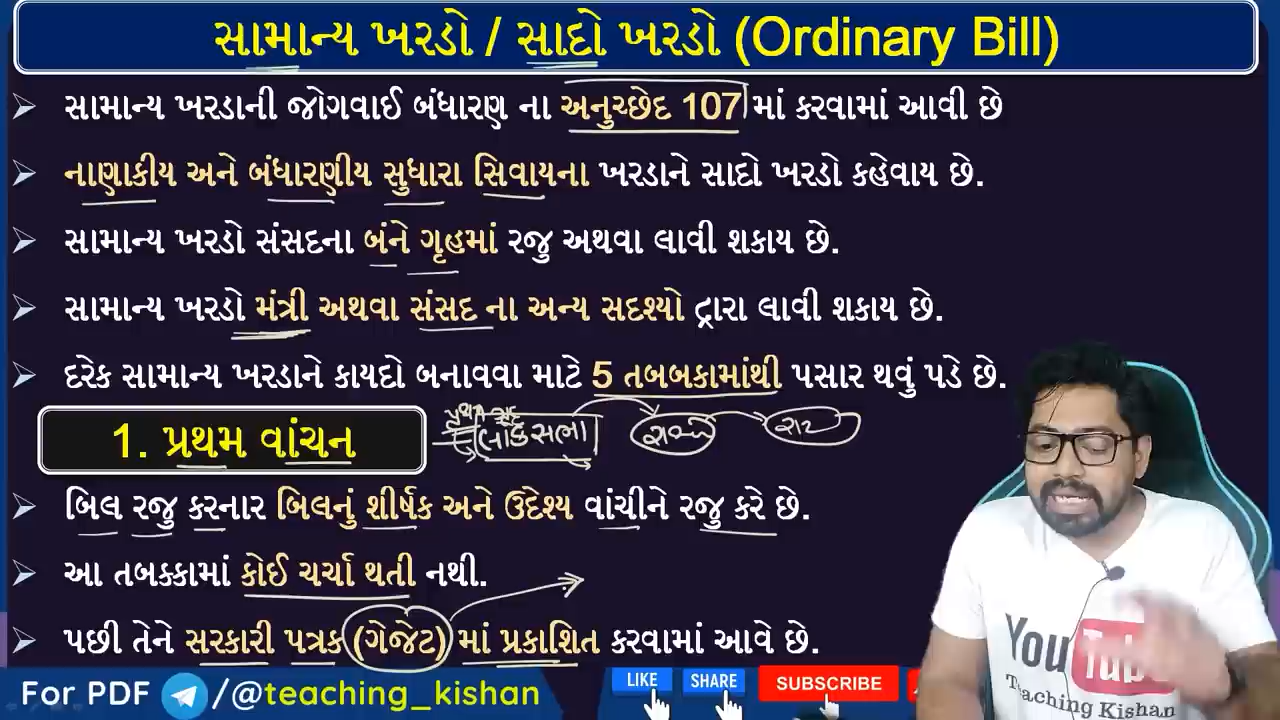 સામાન્ય ખરડો / સાદો ખરડો (Ordinary Bill)
➢ સામાન્ય ખરડાની જોગવાઈ બંધારણ ના અનુચ્છેદ 107 માં કરવામાં આવી છે
➢ નાણાકીય અને બંધારણીય સુધારા સિવાયના ખરડાને સાદો ખરડો કહેવાય છે.
➢ સામાન્ય ખરડો સંસદના બંને ગૃહમાં રજુ અથવા લાવી શકાય છે.
➢ સામાન્ય ખરડો મંત્રી અથવા સંસદ ના અન્ય સદશ્યો દ્વારા લાવી શકાય છે.
➢ દરેક સામાન્ય ખરડાને કાયદો બનાવવા માટે 5 તબબકામાંથી પસાર થવું પડે છે.
1. પ્રથમ વાંચન
લોકસભા
➢ બિલ રજુ કરનાર બિલનું શીર્ષક અને ઉદેશ્ય વાંચીને રજુ કરે છે.
➢ આ તબક્કામાં કોઈ ચર્ચા થતી નથી.
➢ પછી તેને સરકારી પત્રક (ગેજેટ) માં પ્રકાશિત કરવામાં આવે છે.
For PDF /@teaching_kishan
LIKE SHARE SUBSCRIBE
YouTube
Teaching Kishan